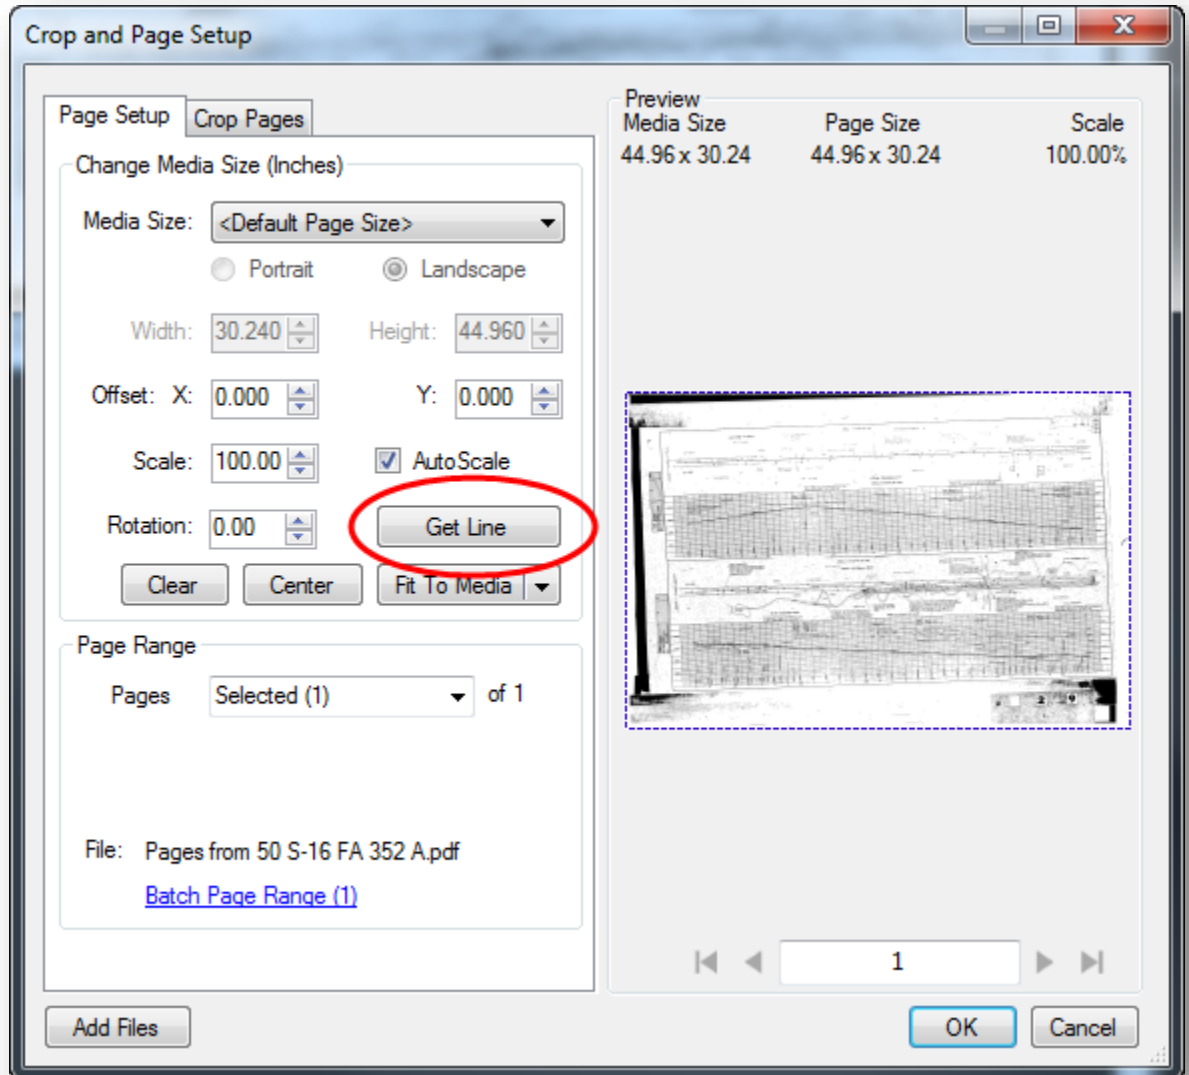 Crop and Page Setup
Page Setup Crop Pages
Change Media Size (Inches)
Media Size: <Default Page Size>
Portrait Landscape
Width: 30.240 Height: 44.960
Offset: X: 0.000 Y: 0.000
Scale: 100.00 AutoScale
Rotation: 0.00 Get Line
Clear Center Fit To Media
Page Range
Pages Selected (1) of 1
File: Pages from 50 S-16 FA 352 A.pdf
Batch Page Range (1)
Preview
Media Size Page Size Scale
44.96 x 30.24 44.96 x 30.24 100.00%
1
Add Files OK Cancel